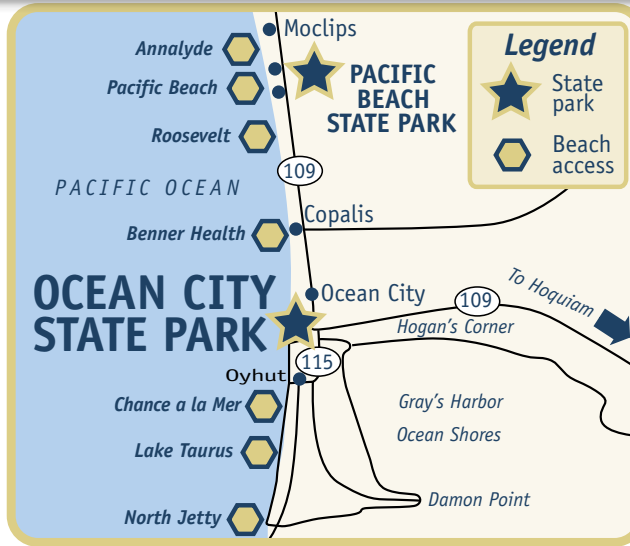 Moclips
Annalyde
Pacific Beach
PACIFIC
BEACH
STATE PARK
Legend
State
park
Beach
access
Roosevelt
109
PACIFIC OCEAN
Copalis
Benner Health
OCEAN CITY
STATE PARK
Ocean City
109
To Hoquiam
Hogan's Corner
115
Oyhut
Chance a la Mer
Gray's Harbor
Ocean Shores
Lake Taurus
Damon Point
North Jetty